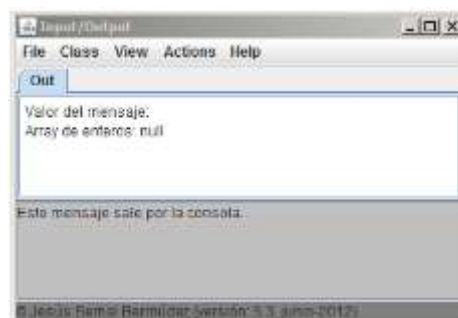 Input/Output
File Class View Actions Help
Out
Valor del mensaje:
Array de enteros: null
Este mensaje sale por la consola.
© Jesús Bernal Bermúdez (versión: 3.3, junio-2012)